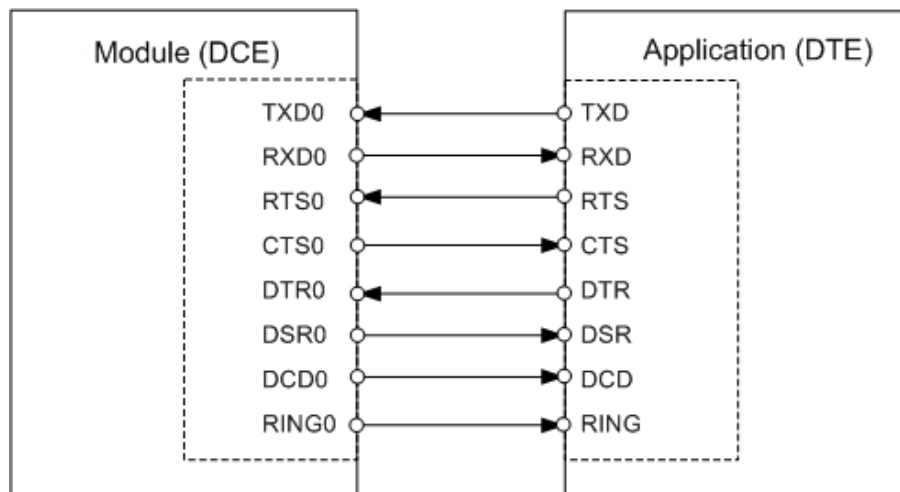 Module (DCE)
Application (DTE)
TXD0
TXD
RXD0
RXD
RTS0
RTS
CTS0
CTS
DTR0
DTR
DSR0
DSR
DCD0
DCD
RING0
RING